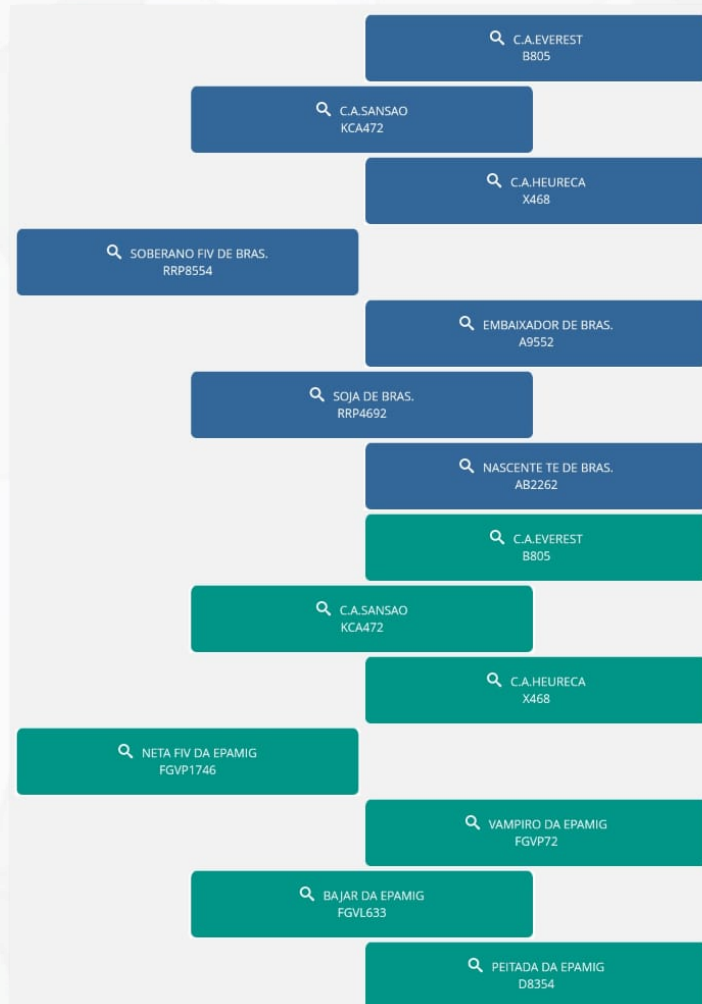 C.A.EVEREST
B805
C.A.SANSAO
KCA472
C.A.HEURECA
X468
SOBERANO FIV DE BRAS.
RRP8554
EMBAIXADOR DE BRAS.
A9552
SOJA DE BRAS.
RRP4692
NASCENTE TE DE BRAS.
AB2262
C.A.EVEREST
B805
C.A.SANSAO
KCA472
C.A.HEURECA
X468
NETA FIV DA EPAMIG
FGVP1746
VAMPIRO DA EPAMIG
FGVP72
BAJAR DA EPAMIG
FGVL633
PEITADA DA EPAMIG
D8354